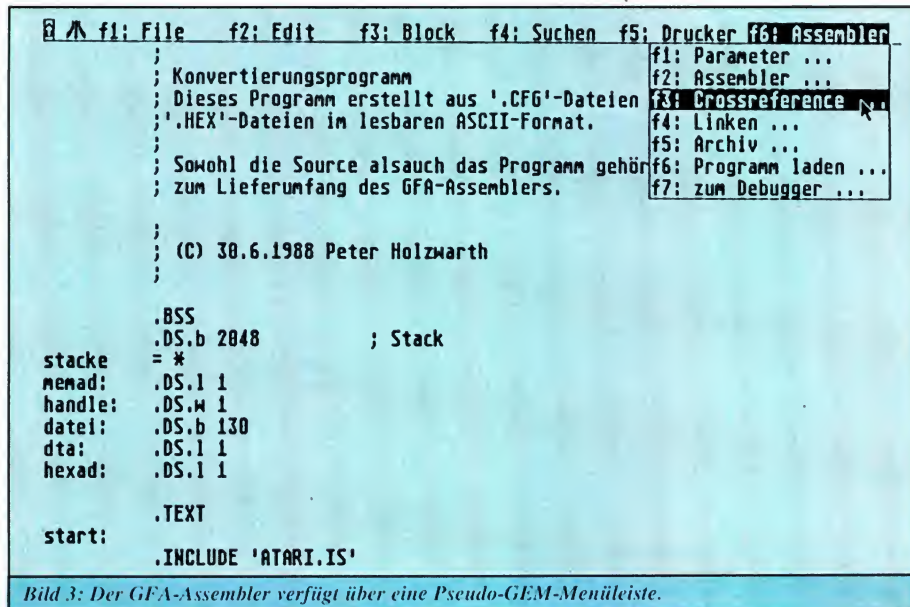 f1: File f2: Edit f3: Block f4: Suchen f5: Drucker f6: Assembler
f1: Parameter ...
f2: Assembler ...
f3: Crossreference ...
f4: Linken ...
f5: Archiv ...
f6: Programm laden ...
f7: zum Debugger ...
;
; Konvertierungsprogramm
; Dieses Programm erstellt aus '.CFG'-Dateien
;'.HEX'-Dateien im lesbaren ASCII-Format.
;
; Sowohl die Source alsauch das Programm gehör
; zum Lieferumfang des GFA-Assemblers.
;
; (C) 30.6.1988 Peter Holzwarth
;
.BSS
.DS.b 2048 ; Stack
stacke = *
memad: .DS.l 1
handle: .DS.w 1
datei: .DS.b 130
dta: .DS.l 1
hexad: .DS.l 1
.TEXT
start:
.INCLUDE 'ATARI.IS'
Bild 3: Der GFA-Assembler verfügt über eine Pseudo-GEM-Menüleiste.